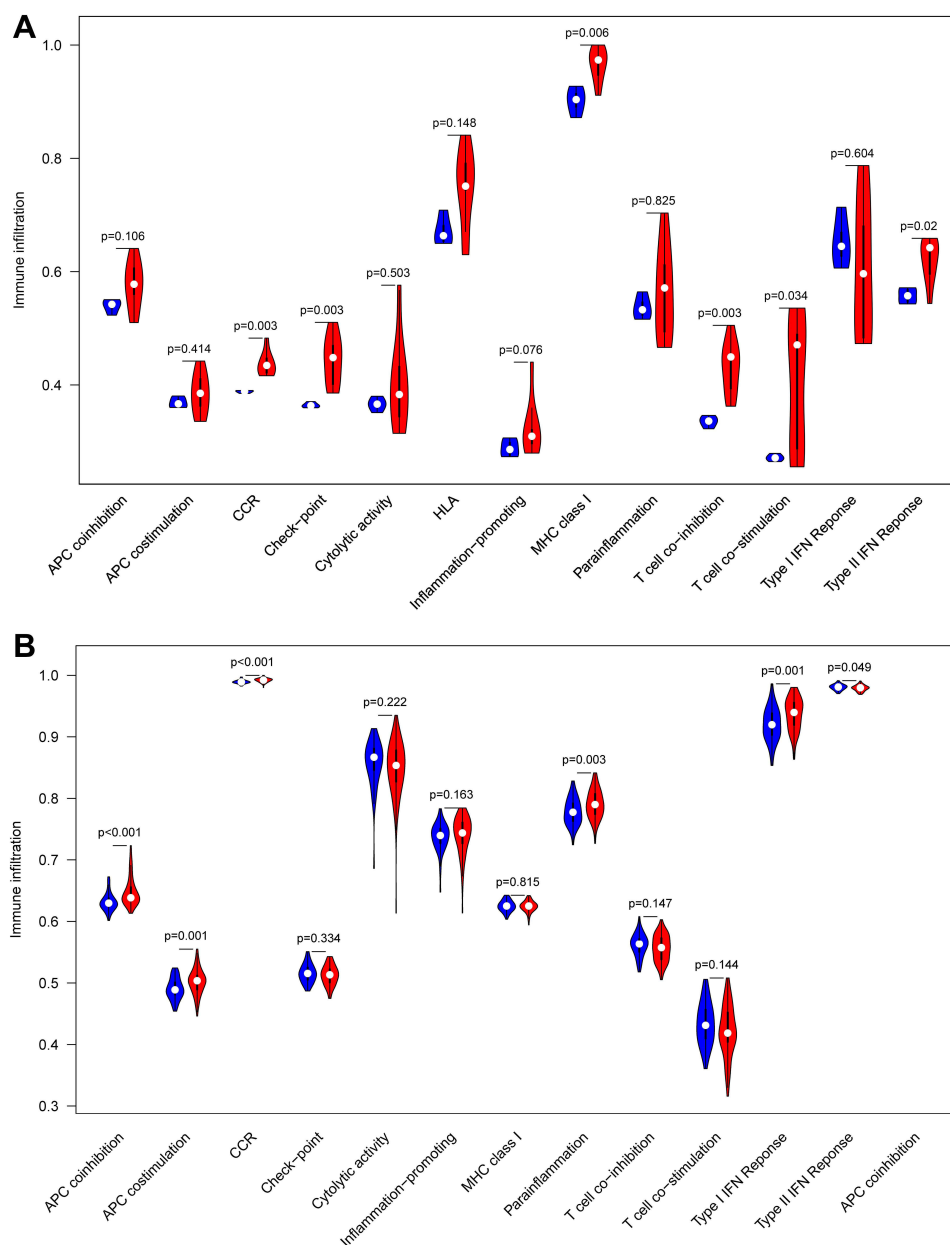 A
1.0
0.8
0.6
0.4
Immune infiltration
p=0.106
p=0.414
p=0.003
p=0.003
p=0.503
p=0.148
p=0.076
p=0.006
p=0.825
p=0.003
p=0.034
p=0.604
p=0.02
APC coinhibition
APC costimulation
CCR
Check−point
Cytolytic activity
HLA
Inflammation−promoting
MHC class I
Parainflammation
T cell co−inhibition
T cell co−stimulation
Type I IFN Reponse
Type II IFN Reponse
B
1.0
0.9
0.8
0.7
0.6
0.5
0.4
0.3
Immune infiltration
p<0.001
p=0.001
p<0.001
p=0.334
p=0.222
p=0.163
p=0.815
p=0.003
p=0.147
p=0.144
p=0.001
p=0.049
APC coinhibition
APC costimulation
CCR
Check−point
Cytolytic activity
Inflammation−promoting
MHC class I
Parainflammation
T cell co−inhibition
T cell co−stimulation
Type I IFN Reponse
Type II IFN Reponse
APC coinhibition